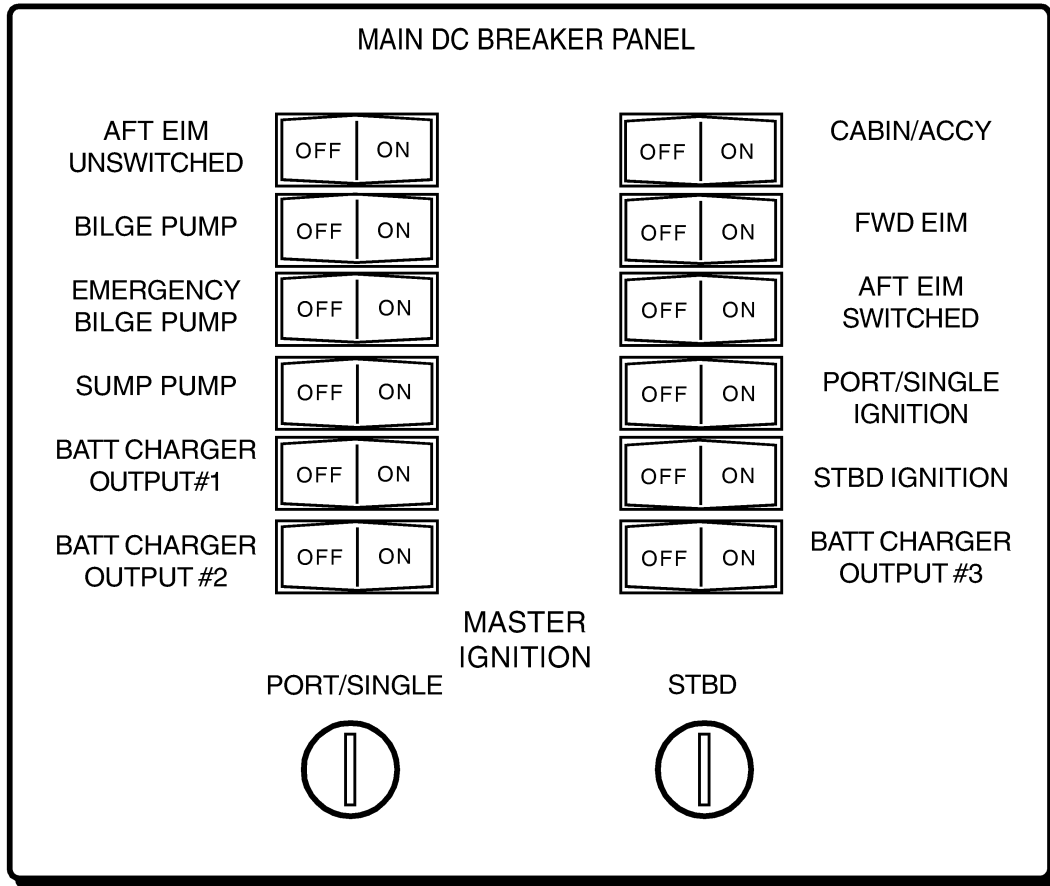 MAIN DC BREAKER PANEL
AFT EIM
UNSWITCHED
OFF ON
OFF ON
CABIN/ACCY
BILGE PUMP
OFF ON
OFF ON
FWD EIM
EMERGENCY
BILGE PUMP
OFF ON
OFF ON
AFT EIM
SWITCHED
SUMP PUMP
OFF ON
OFF ON
PORT/SINGLE
IGNITION
BATT CHARGER
OUTPUT#1
OFF ON
OFF ON
STBD IGNITION
BATT CHARGER
OUTPUT #2
OFF ON
OFF ON
BATT CHARGER
OUTPUT #3
MASTER
IGNITION
PORT/SINGLE
STBD